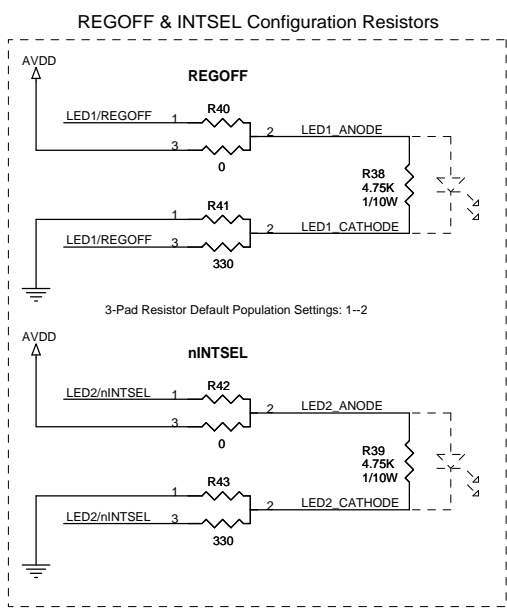 REGOFF & INTSEL Configuration Resistors
AVDD
REGOFF
LED1/REGOFF 1 R40 2 LED1_ANODE
3
0
R38
4.75K
1/10W
1 R41
LED1/REGOFF 3 2 LED1_CATHODE
330
3-Pad Resistor Default Population Settings: 1--2
AVDD
nINTSEL
LED2/nINTSEL 1 R42 2 LED2_ANODE
3
0
R39
4.75K
1/10W
1 R43
LED2/nINTSEL 3 2 LED2_CATHODE
330